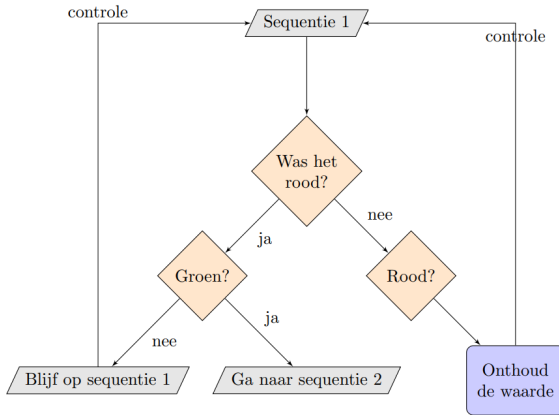 controle
Sequentie 1
controle
Was het
rood?
ja
nee
Groen?
Rood?
nee
ja
Blijf op sequentie 1
Ga naar sequentie 2
Onthoud
de waarde